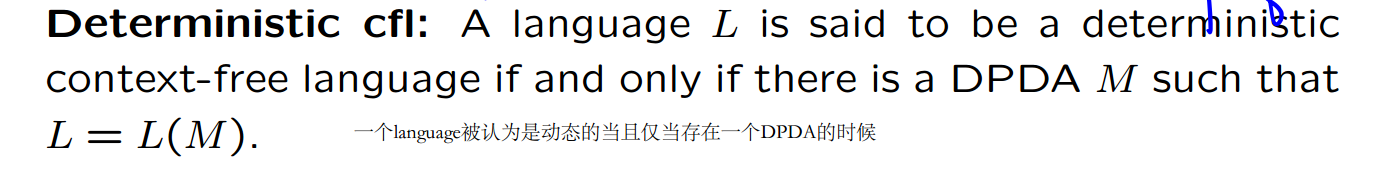 Deterministic cfl: A language L is said to be a deterministic
context-free language if and only if there is a DPDA M such that
L = L(M).
一个language被认为是动态的当且仅当存在一个DPDA的时候